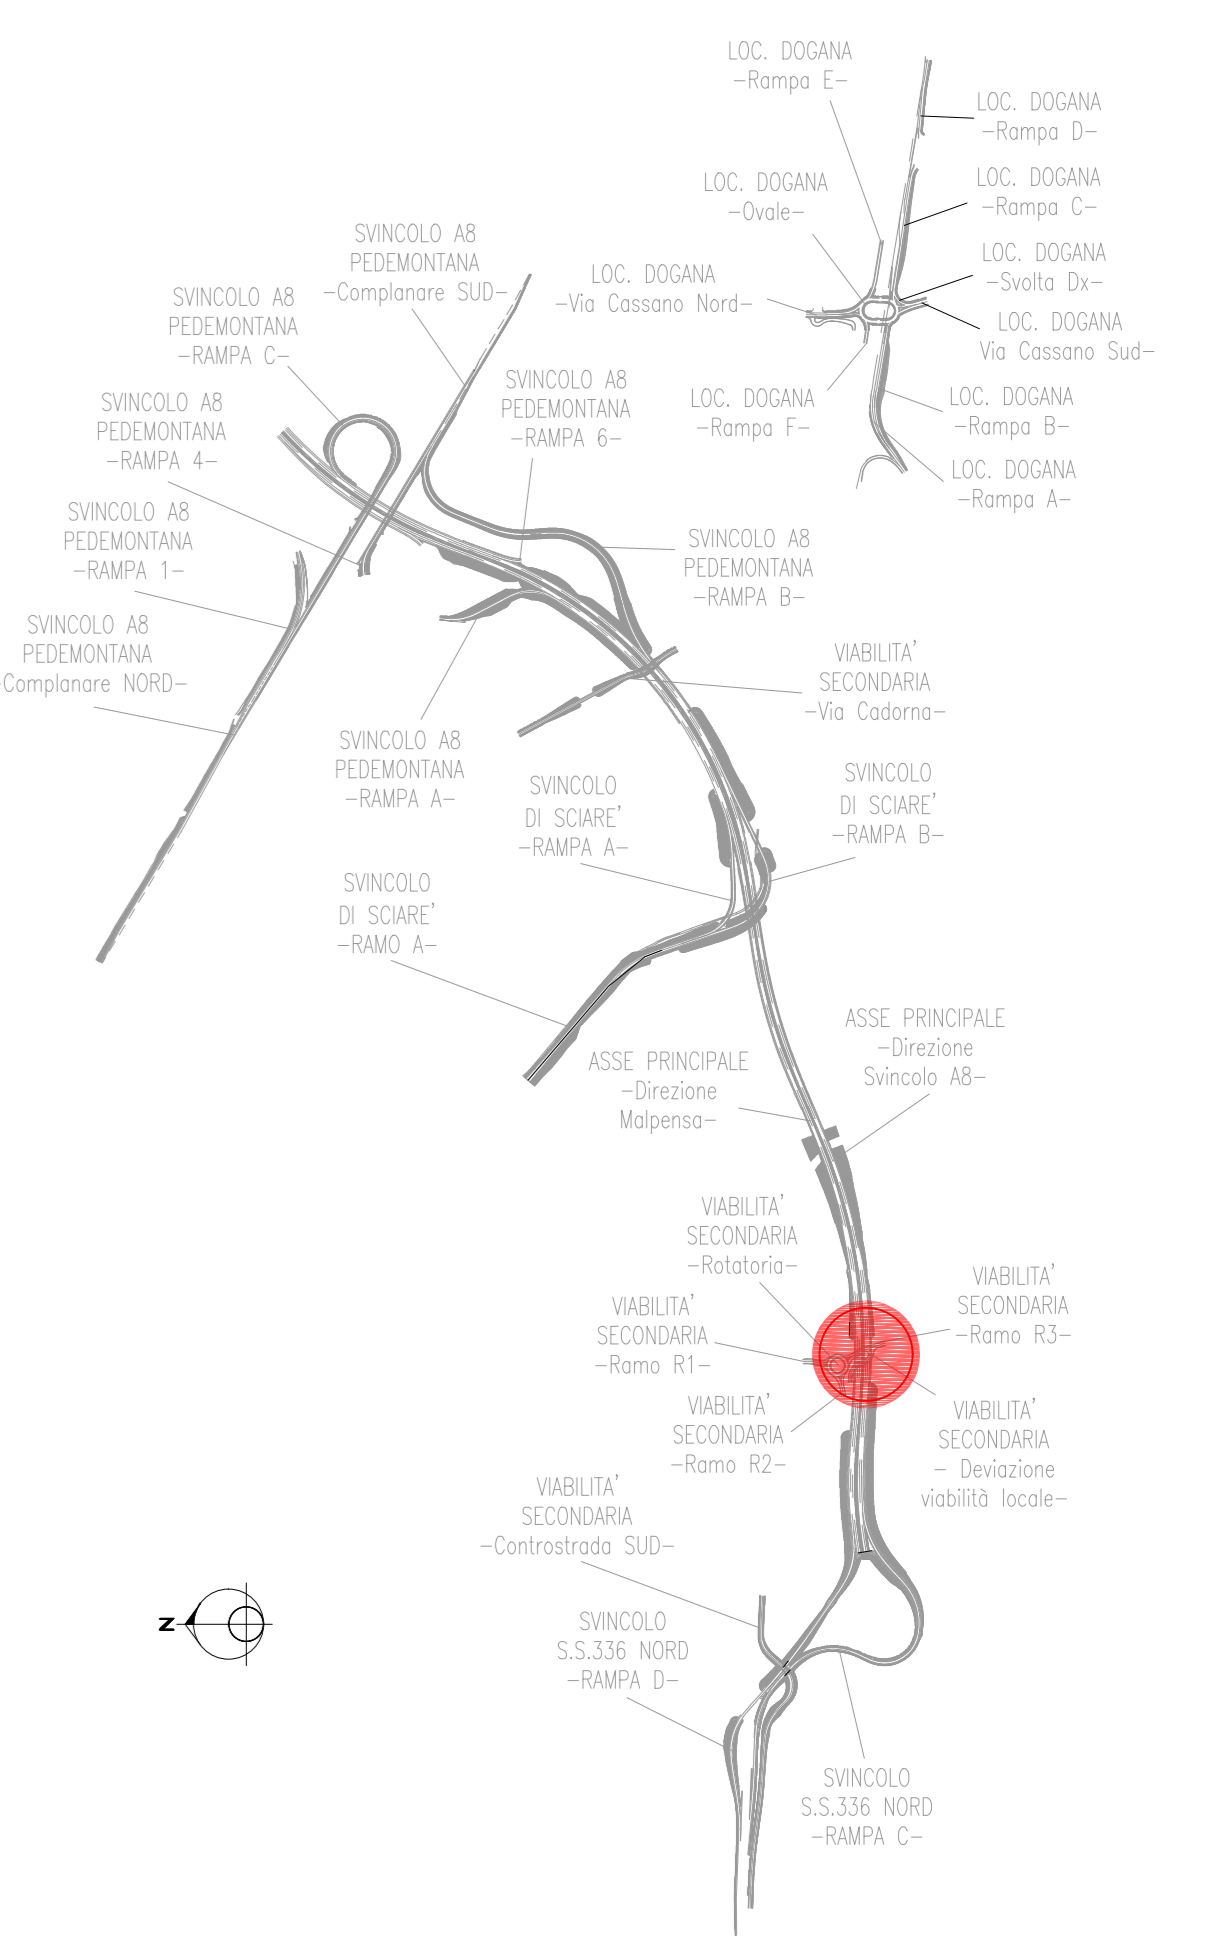 LOC. DOGANA
-Rampa E-
LOC. DOGANA
-Rampa D-
LOC. DOGANA
-Rampa C-
LOC. DOGANA
-Ovale-
LOC. DOGANA
-Svolta Dx-
LOC. DOGANA
-Via Cassano Nord-
LOC. DOGANA
Via Cassano Sud-
LOC. DOGANA
-Rampa F-
LOC. DOGANA
-Rampa B-
LOC. DOGANA
-Rampa A-
SVINCOLO A8
PEDEMONTANA
-Complanare SUD-
SVINCOLO A8
PEDEMONTANA
-RAMPA C-
SVINCOLO A8
PEDEMONTANA
-RAMPA 6-
SVINCOLO A8
PEDEMONTANA
-RAMPA 4-
SVINCOLO A8
PEDEMONTANA
-RAMPA 1-
SVINCOLO A8
PEDEMONTANA
-RAMPA B-
SVINCOLO A8
PEDEMONTANA
-Complanare NORD-
VIABILITA'
SECONDARIA
-Via Cadorna-
SVINCOLO A8
PEDEMONTANA
-RAMPA A-
SVINCOLO
DI SCIARE'
-RAMPA A-
SVINCOLO
DI SCIARE'
-RAMPA B-
SVINCOLO
DI SCIARE'
-RAMO A-
ASSE PRINCIPALE
-Direzione
Svincolo A8-
ASSE PRINCIPALE
-Direzione
Malpensa-
VIABILITA'
SECONDARIA
-Rotatoria-
VIABILITA'
SECONDARIA
-Ramo R3-
VIABILITA'
SECONDARIA
-Ramo R1-
VIABILITA'
SECONDARIA
-Ramo R2-
VIABILITA'
SECONDARIA
- Deviazione
viabilità locale-
VIABILITA'
SECONDARIA
-Controstrada SUD-
SVINCOLO
S.S.336 NORD
-RAMPA D-
SVINCOLO
S.S.336 NORD
-RAMPA C-
N